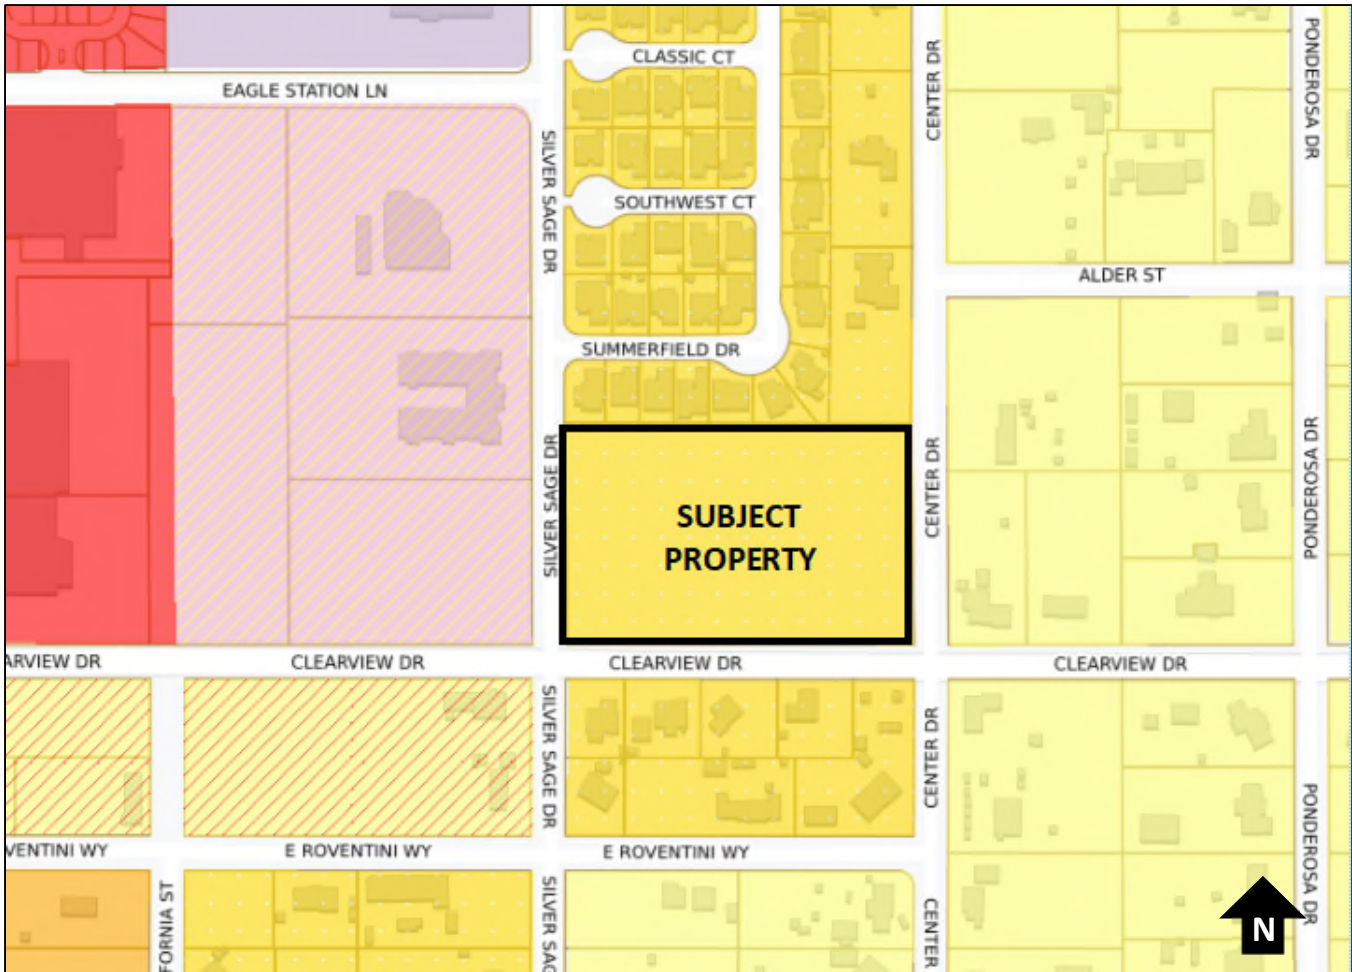 CLASSIC CT
EAGLE STATION LN
CENTER DR
PONDEROSA DR
SILVER SAGE DR
SOUTHWEST CT
ALDER ST
SUMMERFIELD DR
SILVER SAGE DR
CENTER DR
PONDEROSA DR
SUBJECT
PROPERTY
ARVIEW DR
CLEARVIEW DR
CLEARVIEW DR
CLEARVIEW DR
SILVER SAGE DR
CENTER DR
PONDEROSA DR
VENTINI WY
E ROVENTINI WY
E ROVENTINI WY
FORNIA ST
SILVER SAG
CENTER
N